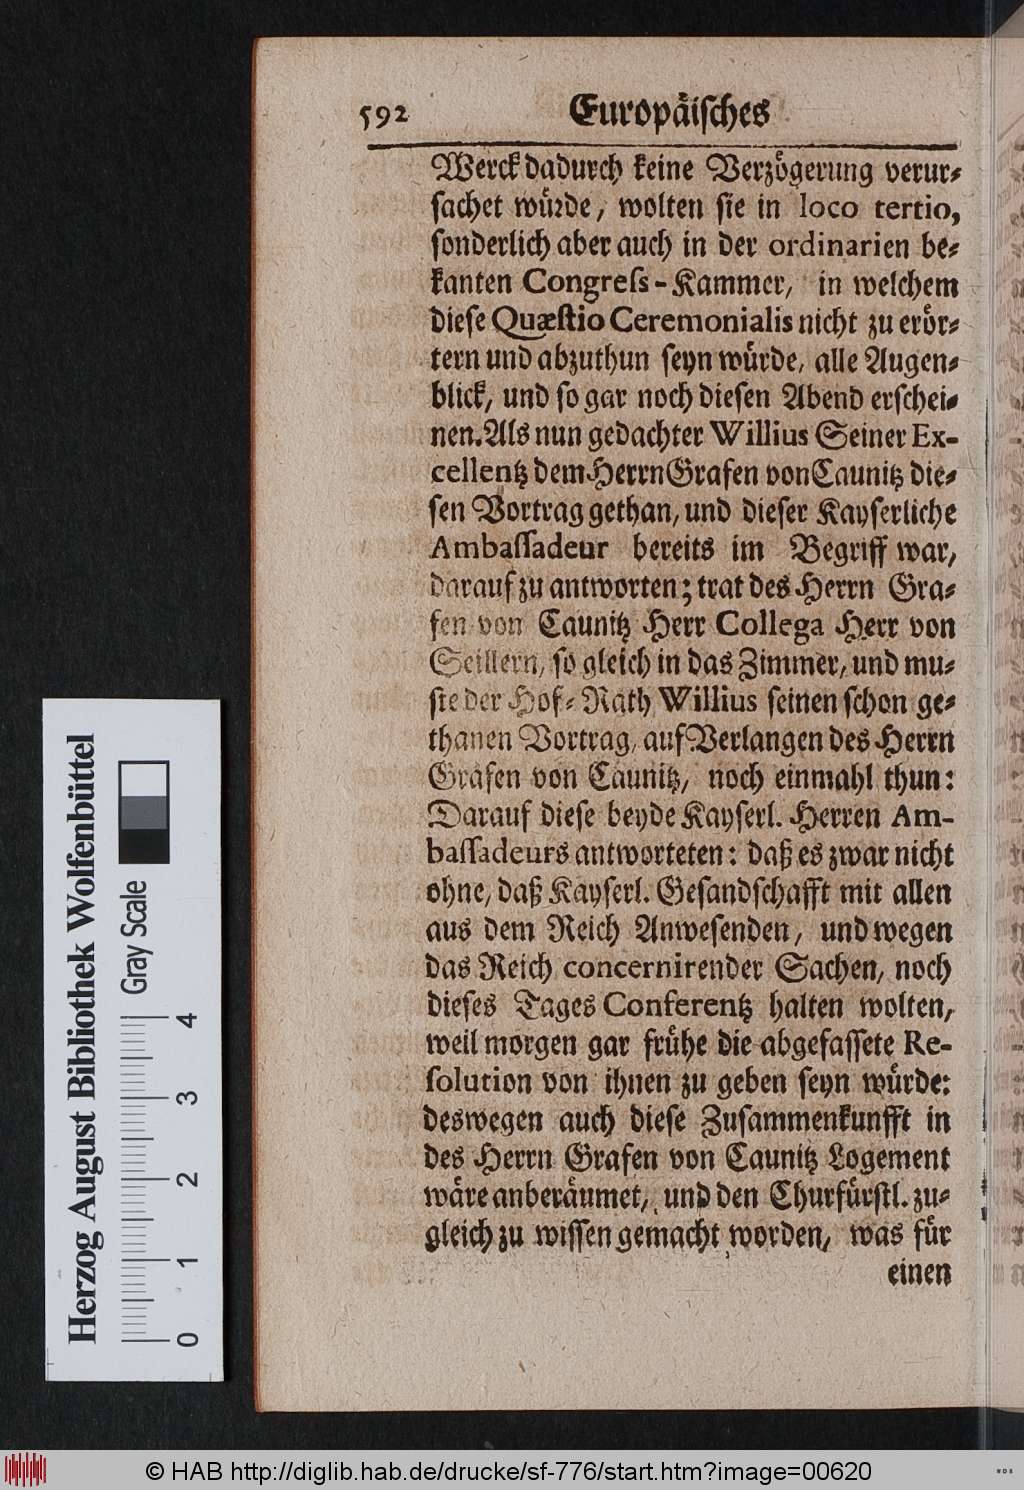 592 Europäisches
Werck dadurch keine Verzögerung verur-
sachet würde, wolten sie in loco tertio,
sonderlich aber auch in der ordinarien be-
kanten Congreſs-Kammer, in welchem
diese Quæſtio Ceremonialis nicht zu erör-
tern und abzuthun seyn würde, alle Augen-
blick, und so gar noch diesen Abend erschei-
nen. Als nun gedachter Willius Seiner Ex-
cellentz dem Herrn Grafen von Caunitz die-
sen Vortrag gethan, und dieser Kayserliche
Ambaſſadeur bereits im Begriff war,
darauf zu antworten; trat des Herrn Gra-
fen von Caunitz Herr Collega Herr von
Seillern, so gleich in das Zimmer, und mu-
ste der Hof-Rath Willius seinen schon ge-
thanen Vortrag, auf Verlangen des Herrn
Grafen von Caunitz, noch einmahl thun:
Darauf diese beyde Kayserl. Herren Am-
baſſadeurs antworteten: daß es zwar nicht
ohne, daß Kayserl. Gesandschafft mit allen
aus dem Reich Anwesenden, und wegen
das Reich concernirender Sachen, noch
dieses Tages Conferentz halten wolten,
weil morgen gar frühe die abgefassete Re-
solution von ihnen zu geben seyn würde:
deswegen auch diese Zusammenkunfft in
des Herrn Grafen von Caunitz Logement
wäre anberäumet, und den Churfürstl. zu-
gleich zu wissen gemacht worden, was für
einen
Herzog August Bibliothek Wolfenbüttel
Gray Scale
0 1 2 3 4
© HAB http://diglib.hab.de/drucke/sf-776/start.htm?image=00620